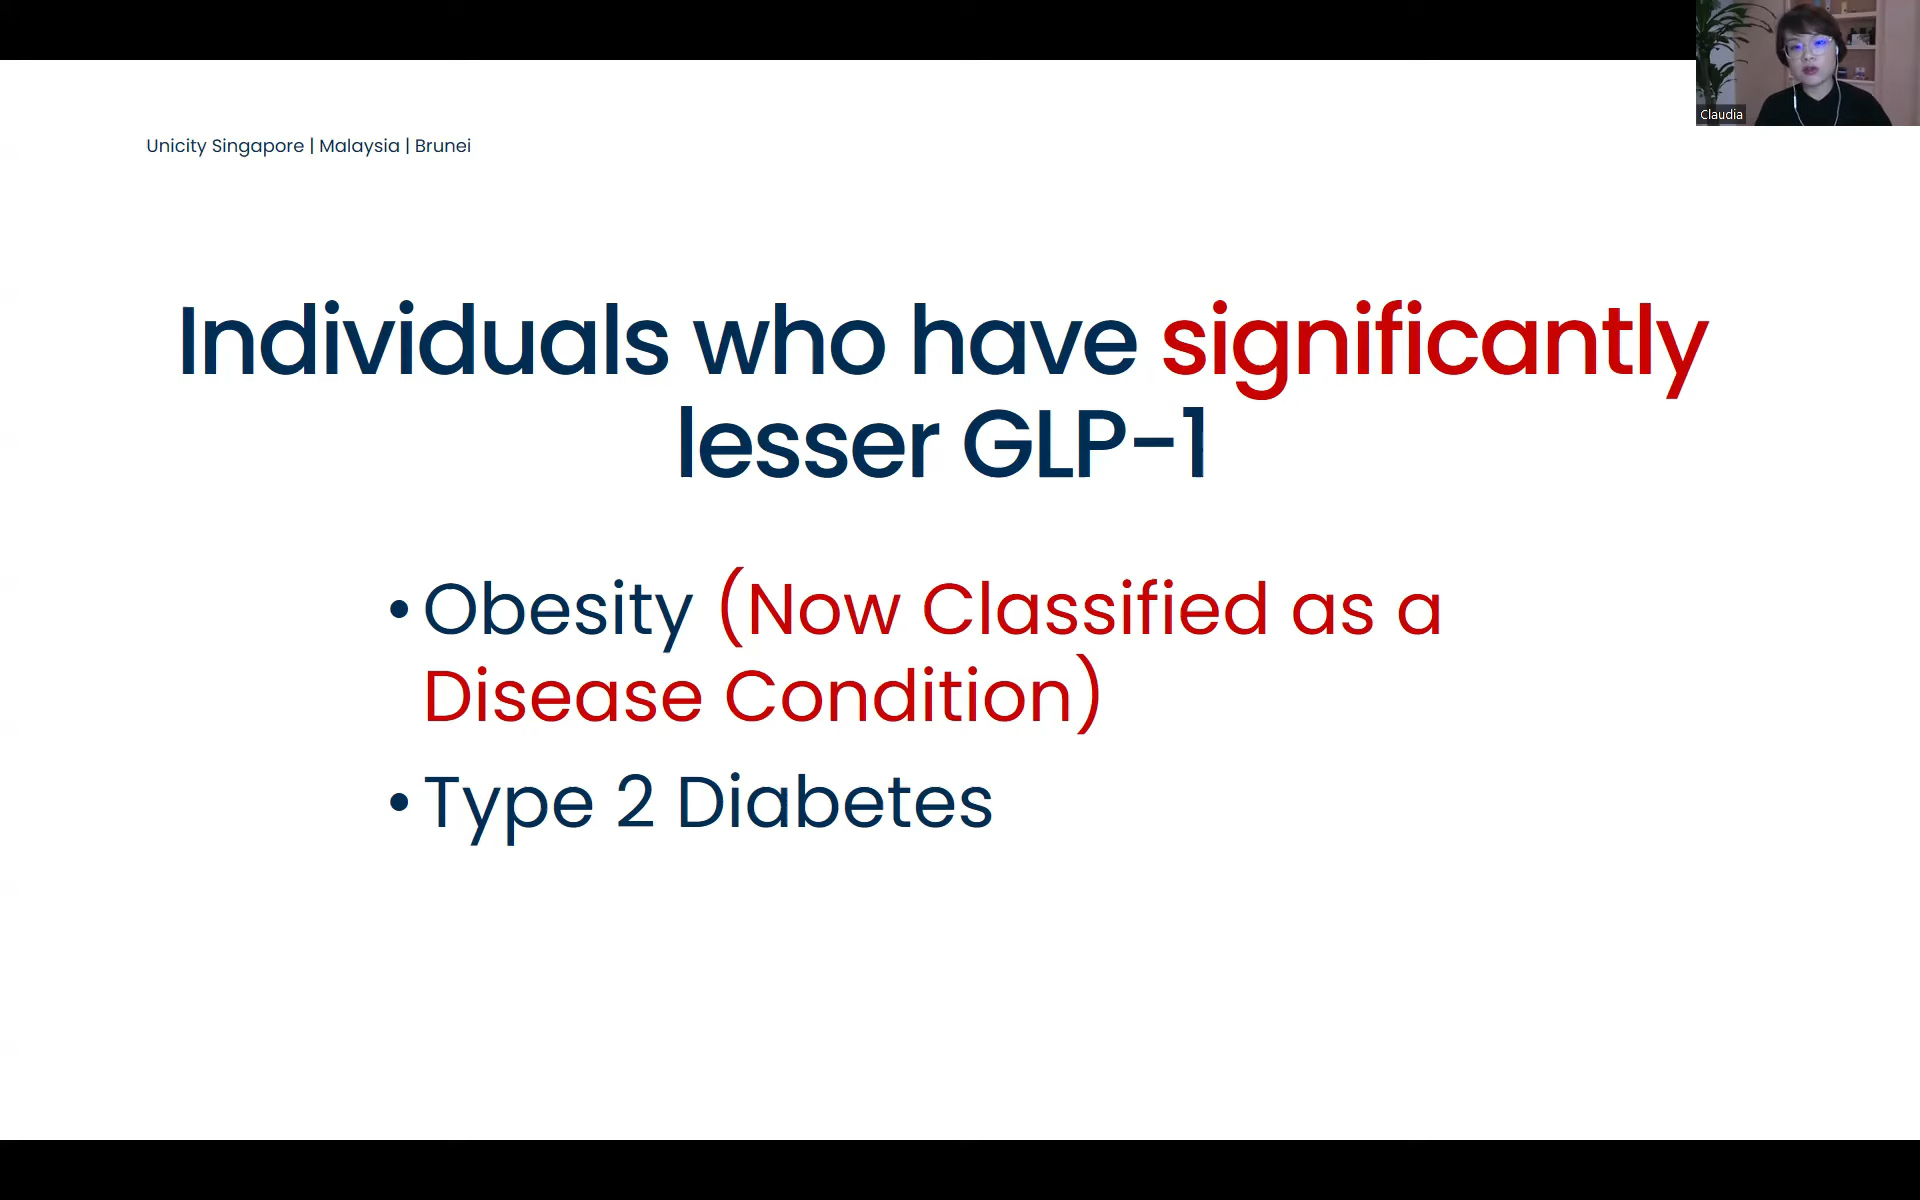 Claudia
Unicity Singapore | Malaysia | Brunei
Individuals who have significantly
lesser GLP-1
• Obesity (Now Classified as a
Disease Condition)
• Type 2 Diabetes